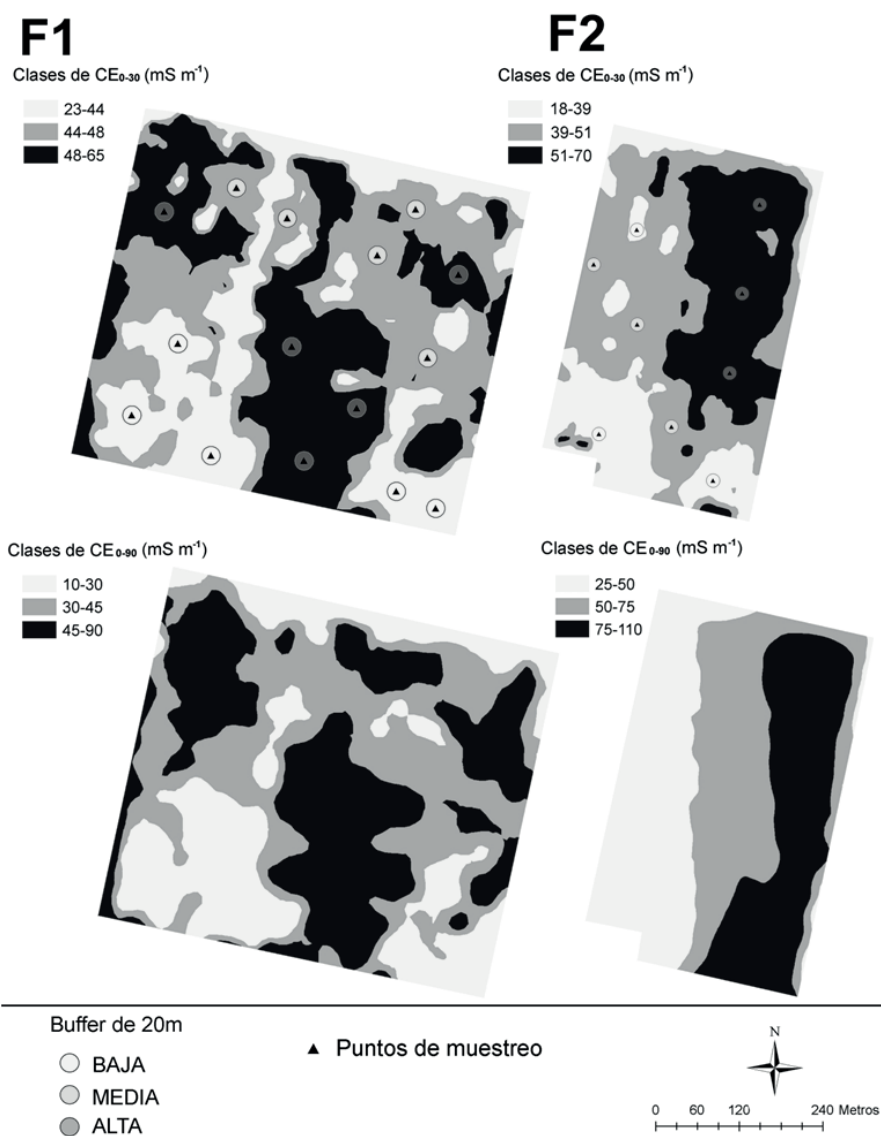 F1
Clases de CE0-30 (mS m-1)
23-44
44-48
48-65
F2
Clases de CE0-30 (mS m-1)
18-39
39-51
51-70
Clases de CE0-90 (mS m-1)
10-30
30-45
45-90
Clases de CE0-90 (mS m-1)
25-50
50-75
75-110
Buffer de 20m
BAJA
MEDIA
ALTA
Puntos de muestreo
N
0 60 120 240 Metros